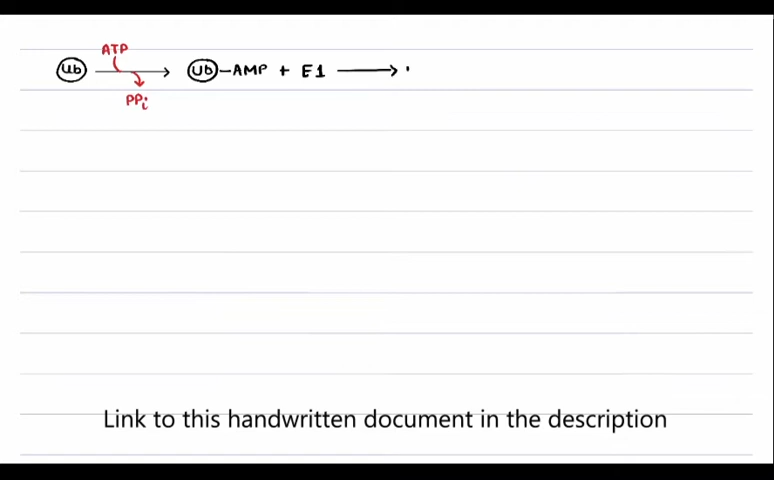 ATP
Ub → Ub-AMP + E1 →
PPi
Link to this handwritten document in the description